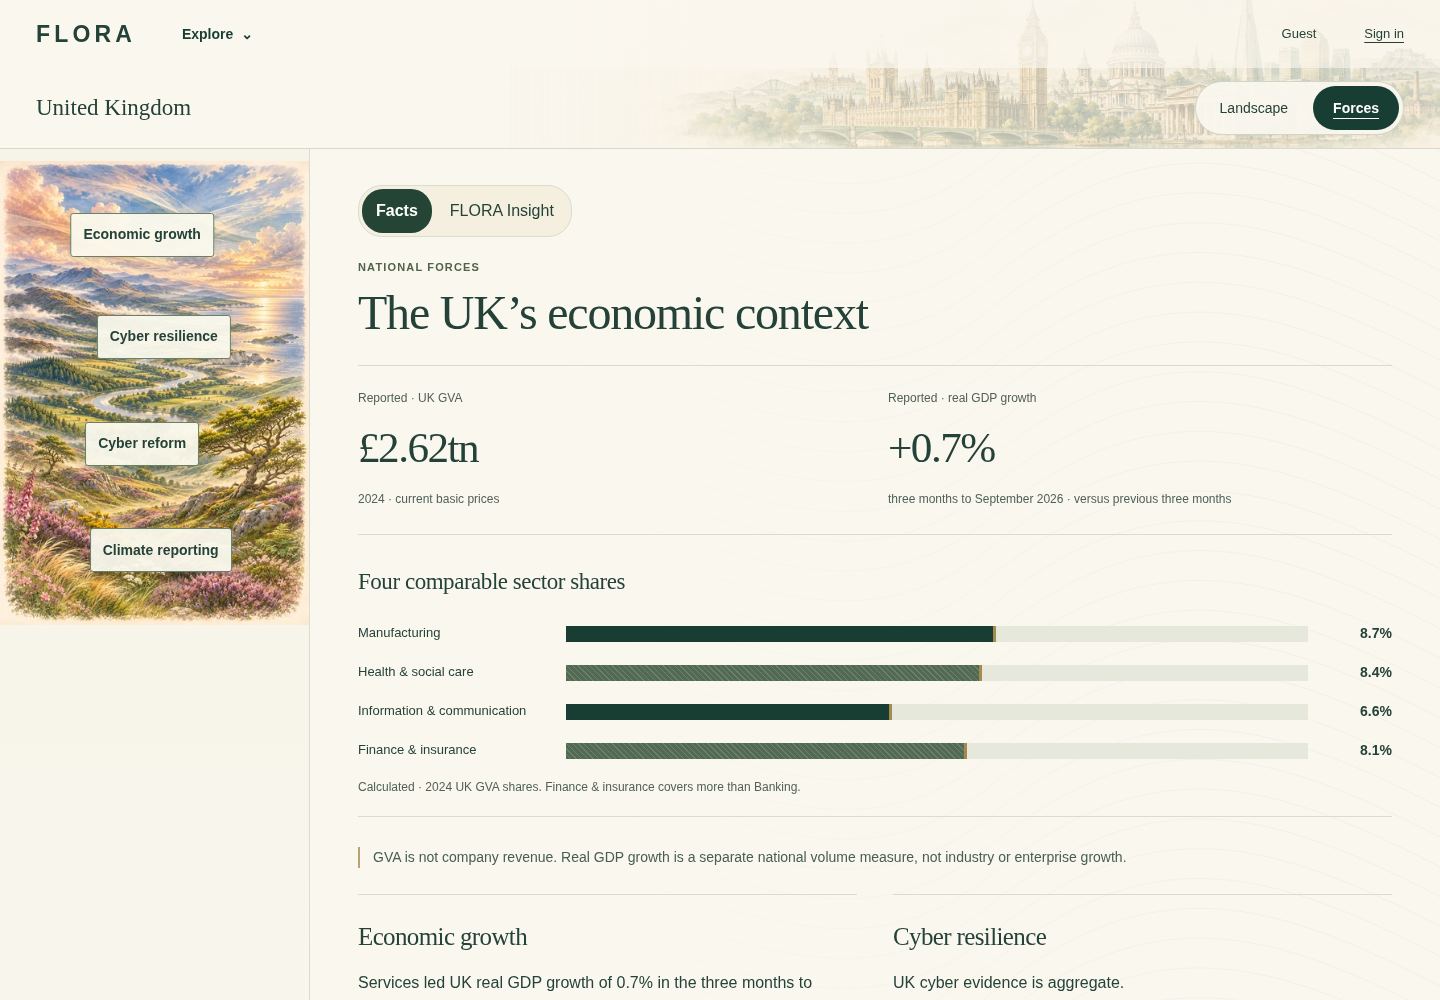 FLORA
Explore
Guest
Sign in
United Kingdom
Landscape
Forces
Economic growth
Cyber resilience
Cyber reform
Climate reporting
Facts
FLORA Insight
NATIONAL FORCES
The UK’s economic context
Reported · UK GVA
£2.62tn
2024 · current basic prices
Reported · real GDP growth
+0.7%
three months to September 2026 · versus previous three months
Four comparable sector shares
Manufacturing 8.7%
Health & social care 8.4%
Information & communication 6.6%
Finance & insurance 8.1%
Calculated · 2024 UK GVA shares. Finance & insurance covers more than Banking.
GVA is not company revenue. Real GDP growth is a separate national volume measure, not industry or enterprise growth.
Economic growth
Services led UK real GDP growth of 0.7% in the three months to
Cyber resilience
UK cyber evidence is aggregate.